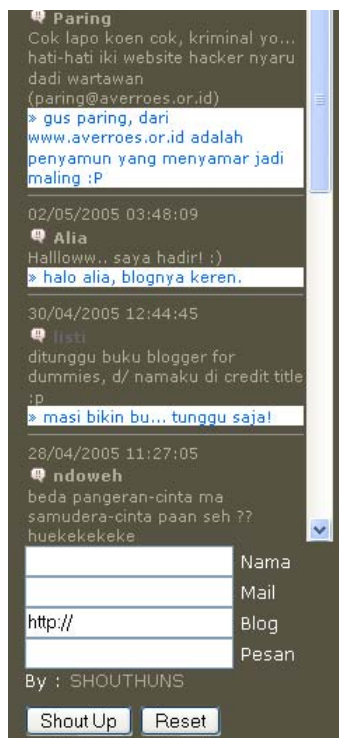 Paring
Cok lapo koen cok, kriminal yo...
hati-hati iki website hacker nyaru
dadi wartawan
(paring@averroes.or.id)
» gus paring, dari
www.averroes.or.id adalah
penyamun yang menyamar jadi
maling :P
02/05/2005 03:48:09
Alia
Hallloww.. saya hadir! :)
» halo alia, blognya keren.
30/04/2005 12:44:45
listi
ditunggu buku blogger for
dummies, d/ namaku di credit title
:p
» masi bikin bu... tunggu saja!
28/04/2005 11:27:05
ndoweh
beda pangeran-cinta ma
samudera-cinta paan seh ??
huekekekeke
Nama
Mail
http:// Blog
Pesan
By : SHOUTHUNS
Shout Up Reset